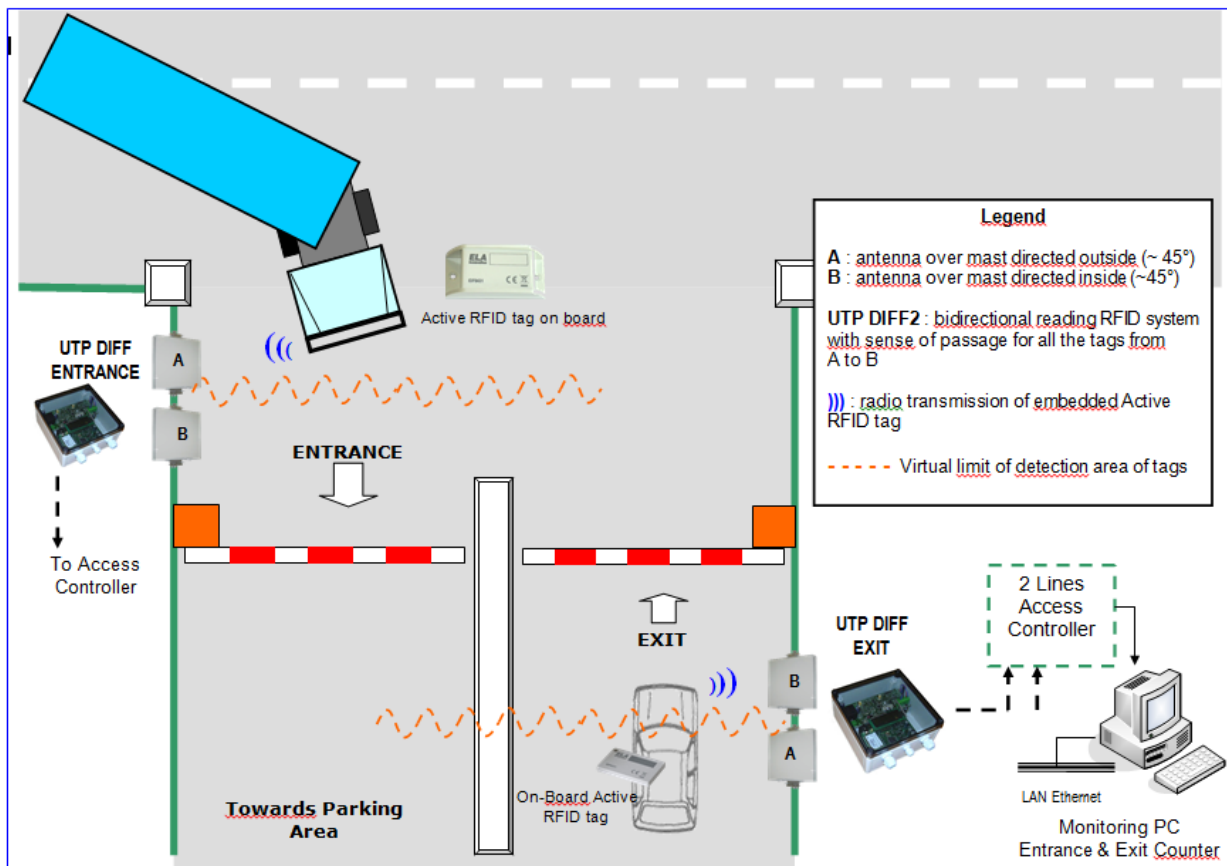 Legend
A : antenna over mast directed outside (~ 45°)
B : antenna over mast directed inside (~45°)
UTP DIFF2 : bidirectional reading RFID system
with sense of passage for all the tags from
A to B
))) : radio transmission of embedded Active
RFID tag
Virtual limit of detection area of tags
ELA
Active RFID tag on board
UTP DIFF
ENTRANCE
A
B
ENTRANCE
To Access
Controller
2 Lines
Access
Controller
EXIT
UTP DIFF
EXIT
B
A
ELA
On-Board Active
RFID tag
Towards Parking
Area
LAN Ethernet
Monitoring PC
Entrance & Exit Counter